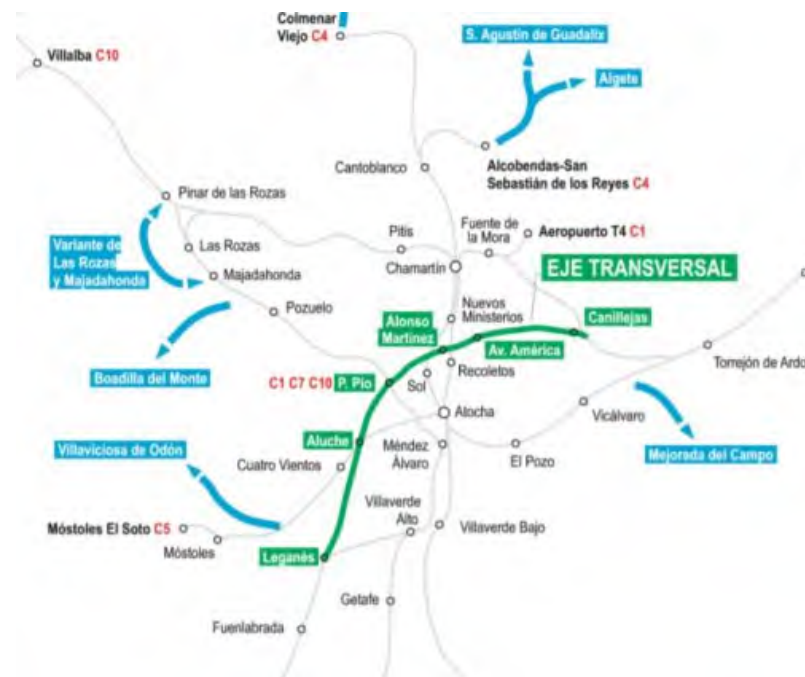 Colmenar
Viejo C4
S. Agustín de Guadalix
Villalba C10
Algete
Cantoblanco
Alcobendas-San
Sebastián de los Reyes C4
Pinar de las Rozas
Fuente de
la Mora
Aeropuerto T4 C1
Pitis
Variante de
Las Rozas
y Majadahonda
Las Rozas
Chamartín
EJE TRANSVERSAL
Majadahonda
Nuevos
Ministerios
Pozuelo
Alonso
Martínez
Canillejas
Av. América
Torrejón de Ardo
Boadilla del Monte
C1 C7 C10 P. Pío
Sol
Recoletos
Atocha
Vicálvaro
Aluche
Villaviciosa de Odón
Cuatro Vientos
Méndez
Álvaro
El Pozo
Mejorada del Campo
Villaverde
Alto
Móstoles El Soto C5
Villaverde Bajo
Móstoles
Leganés
Getafe
Fuenlabrada